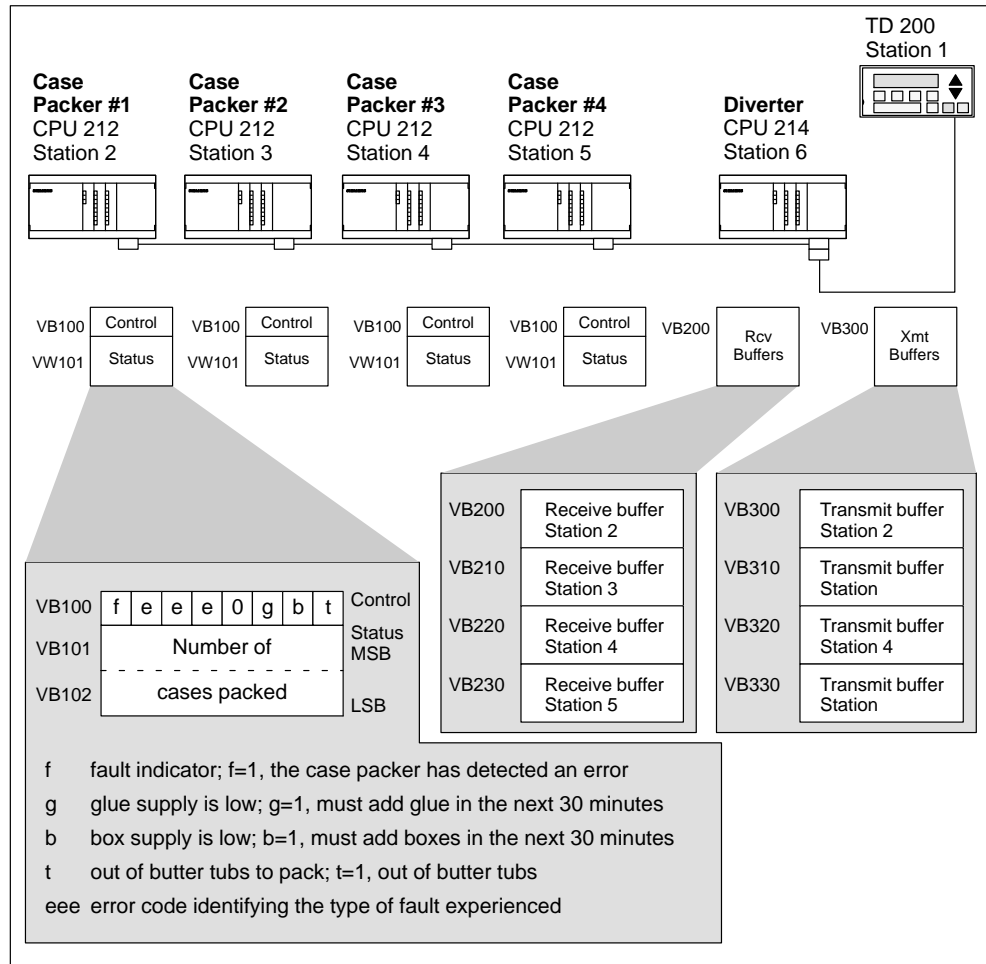 TD 200
Station 1
Case
Packer #1
CPU 212
Station 2
Case
Packer #2
CPU 212
Station 3
Case
Packer #3
CPU 212
Station 4
Case
Packer #4
CPU 212
Station 5
Diverter
CPU 214
Station 6
VB100
Control
VW101
Status
VB100
Control
VW101
Status
VB100
Control
VW101
Status
VB100
Control
VW101
Status
VB200
Rcv
Buffers
VB300
Xmt
Buffers
VB200
Receive buffer
Station 2
VB210
Receive buffer
Station 3
VB220
Receive buffer
Station 4
VB230
Receive buffer
Station 5
VB300
Transmit buffer
Station 2
VB310
Transmit buffer
Station
VB320
Transmit buffer
Station 4
VB330
Transmit buffer
Station
VB100 f e e e 0 g b t Control
VB101 Number of Status
MSB
VB102 cases packed
LSB
f fault indicator; f=1, the case packer has detected an error
g glue supply is low; g=1, must add glue in the next 30 minutes
b box supply is low; b=1, must add boxes in the next 30 minutes
t out of butter tubs to pack; t=1, out of butter tubs
eee error code identifying the type of fault experienced